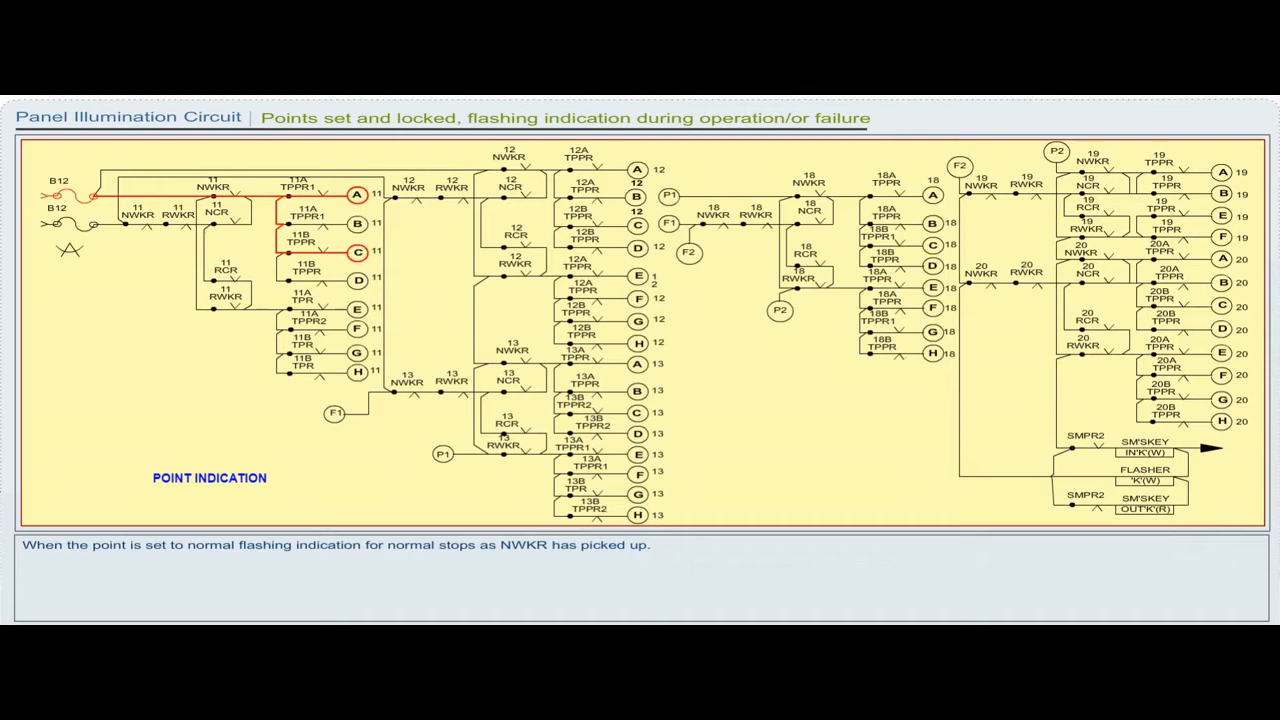 Panel Illumination Circuit | Points set and locked, flashing indication during operation/or failure
B12
B12
11 NWKR
11 RWKR
11 NWKR
11 NCR
11 RCR
11 RWKR
11A TPPR1
11A TPPR1
11B TPPR
11B TPPR
11A TPR
11A TPPR2
11B TPR
11B TPR
A 11
B 11
C 11
D 11
E 11
F 11
G 11
H 11
F1
12 NWKR
12 RWKR
12 NWKR
12 NCR
12 RCR
12 RWKR
12A TPPR
12A TPPR
12B TPPR
12B TPPR
12A TPPR
12A TPPR
12B TPPR
12B TPPR
A 12
B 12
C 12
D 12
E 12
F 12
G 12
H 12
13 NWKR
13 RWKR
13 NWKR
13 NCR
13 RCR
13 RWKR
P1
13A TPPR
13A TPPR
13B TPPR2
13B TPPR2
13A TPPR1
13A TPPR1
13B TPR
13B TPPR2
A 13
B 13
C 13
D 13
E 13
F 13
G 13
H 13
P1
F1
F2
18 NWKR
18 RWKR
18 NWKR
18 NCR
18 RCR
18 RWKR
P2
18A TPPR
18A TPPR
18B TPPR1
18B TPPR
18A TPPR
18A TPPR
18B TPPR1
18B TPPR
A 18
B 18
C 18
D 18
E 18
F 18
G 18
H 18
F2
P2
19 NWKR
19 RWKR
19 NWKR
19 NCR
19 RCR
19 RWKR
19 TPPR
19 TPPR
19 TPPR
19 TPPR
A 19
B 19
E 19
F 19
20 NWKR
20 RWKR
20 NWKR
20 NCR
20 RCR
20 RWKR
20A TPPR
20A TPPR
20B TPPR
20B TPPR
20A TPPR
20A TPPR
20B TPPR
20B TPPR
A 20
B 20
C 20
D 20
E 20
F 20
G 20
H 20
SMPR2
SM'SKEY
IN'K'(W)
FLASHER
'K'(W)
SMPR2
SM'SKEY
OUT'K'(R)
POINT INDICATION
When the point is set to normal flashing indication for normal stops as NWKR has picked up.